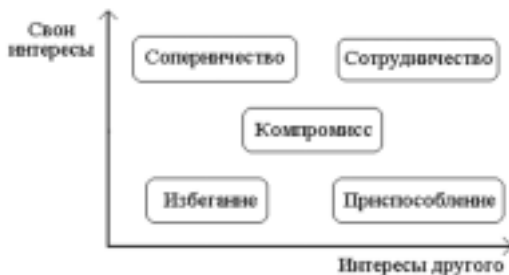 Свои
интересы
Соперничество
Сотрудничество
Компромисс
Избегание
Приспособление
Интересы другого